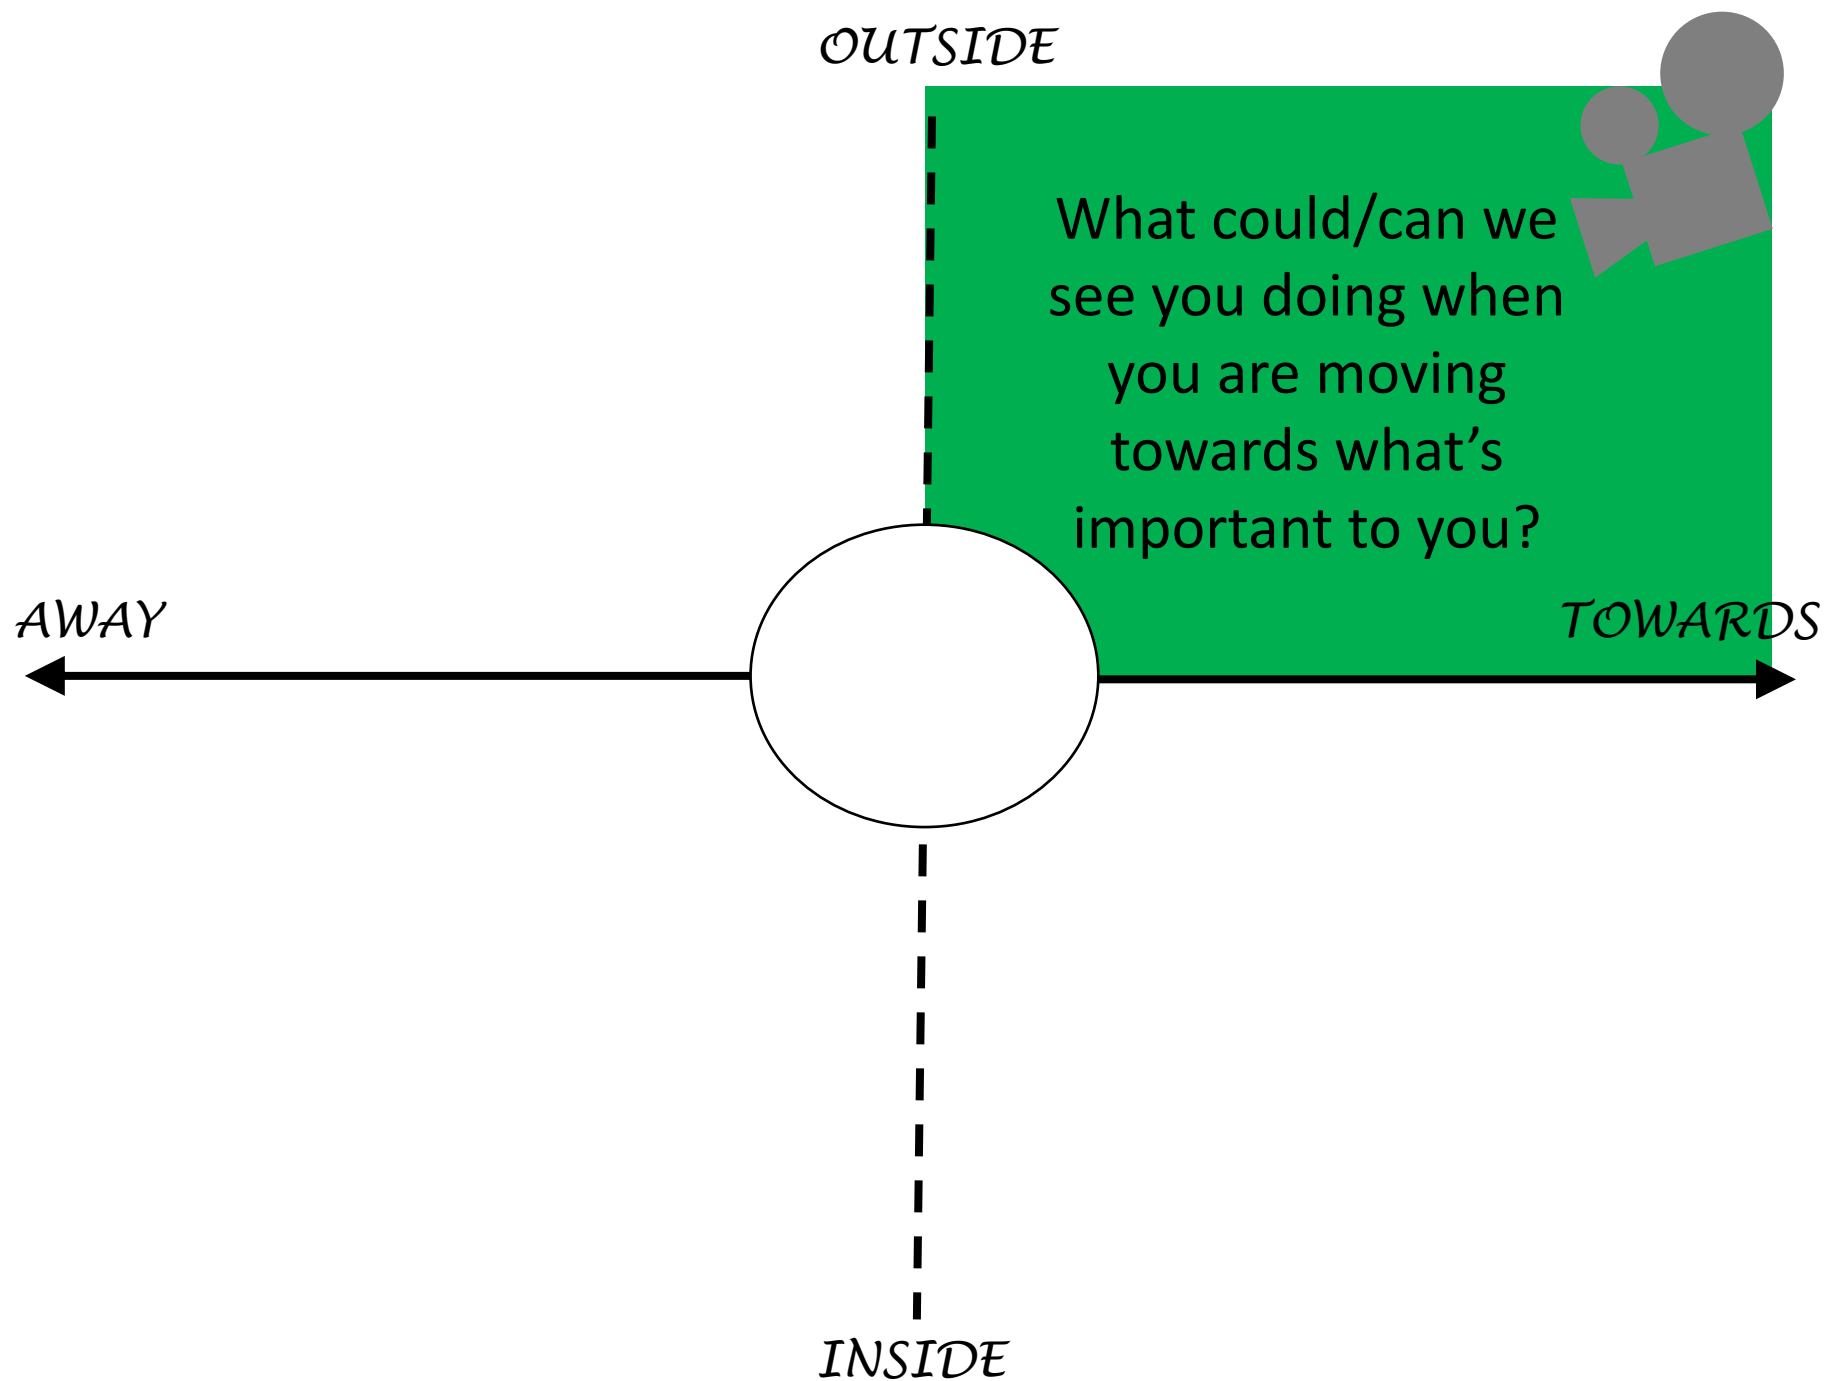 OUTSIDE
What could/can we
see you doing when
you are moving
towards what’s
important to you?
AWAY
TOWARDS
INSIDE